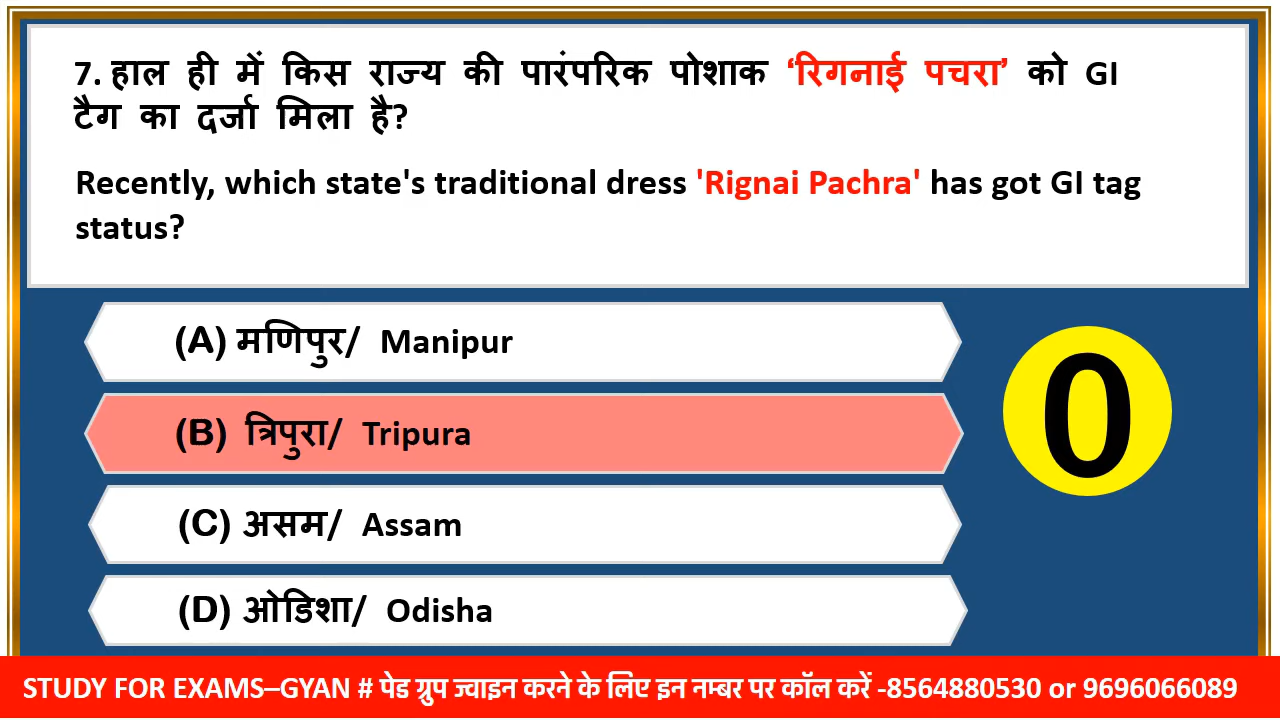 7. हाल ही में किस राज्य की पारंपरिक पोशाक ‘रिगनाई पचरा’ को GI
टैग का दर्जा मिला है?
Recently, which state's traditional dress 'Rignai Pachra' has got GI tag
status?
(A) मणिपुर/ Manipur
(B) त्रिपुरा/ Tripura
(C) असम/ Assam
(D) ओडिशा/ Odisha
0
STUDY FOR EXAMS–GYAN # पेड ग्रुप ज्वाइन करने के लिए इन नम्बर पर कॉल करें -8564880530 or 9696066089